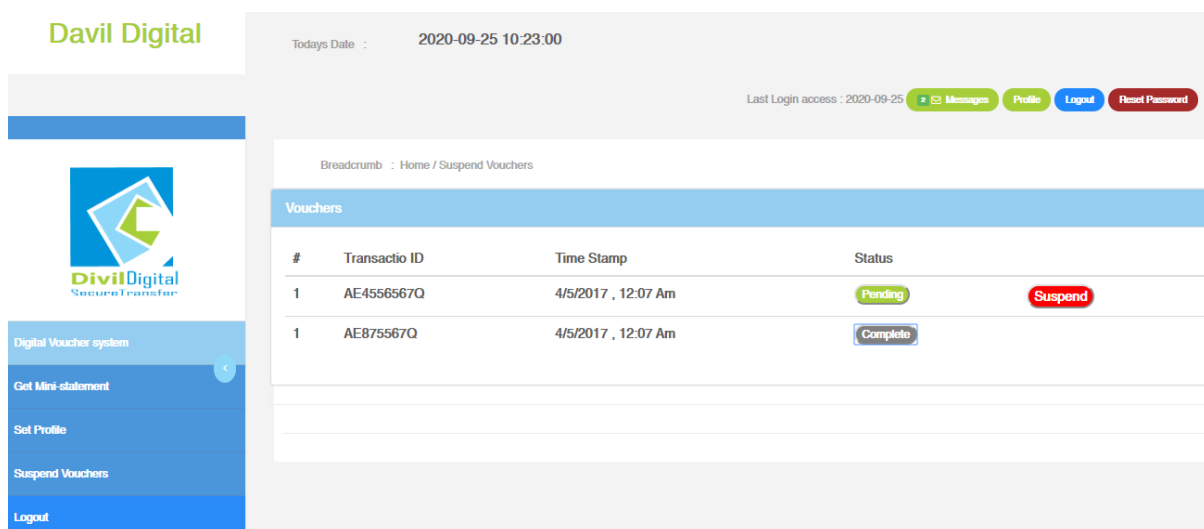 Davil Digital
Todays Date : 2020-09-25 10:23:00
Last Login access : 2020-09-25 Messages Profile Logout Reset Password
Breadcrumb : Home / Suspend Vouchers
DivilDigital
SecureTransfer
Vouchers
# Transactio ID Time Stamp Status
1 AE4556567Q 4/5/2017 , 12:07 Am Pending Suspend
1 AE875567Q 4/5/2017 , 12:07 Am Complete
Digital Voucher system
Get Mini-statement
Set Profile
Suspend Vouchers
Logout